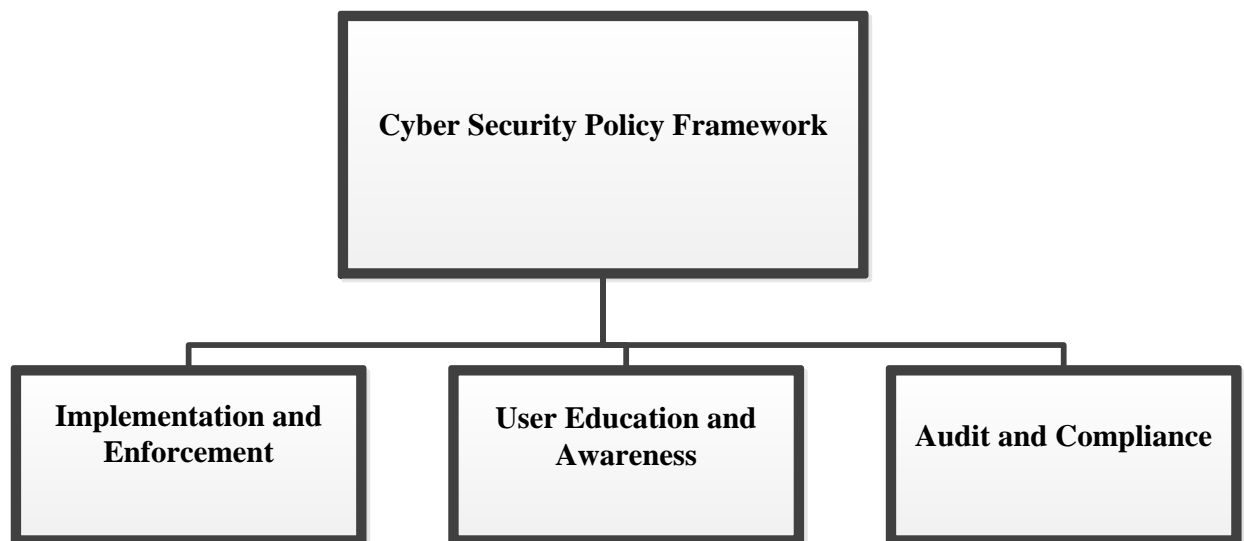 Cyber Security Policy Framework
Implementation and
Enforcement
User Education and
Awareness
Audit and Compliance